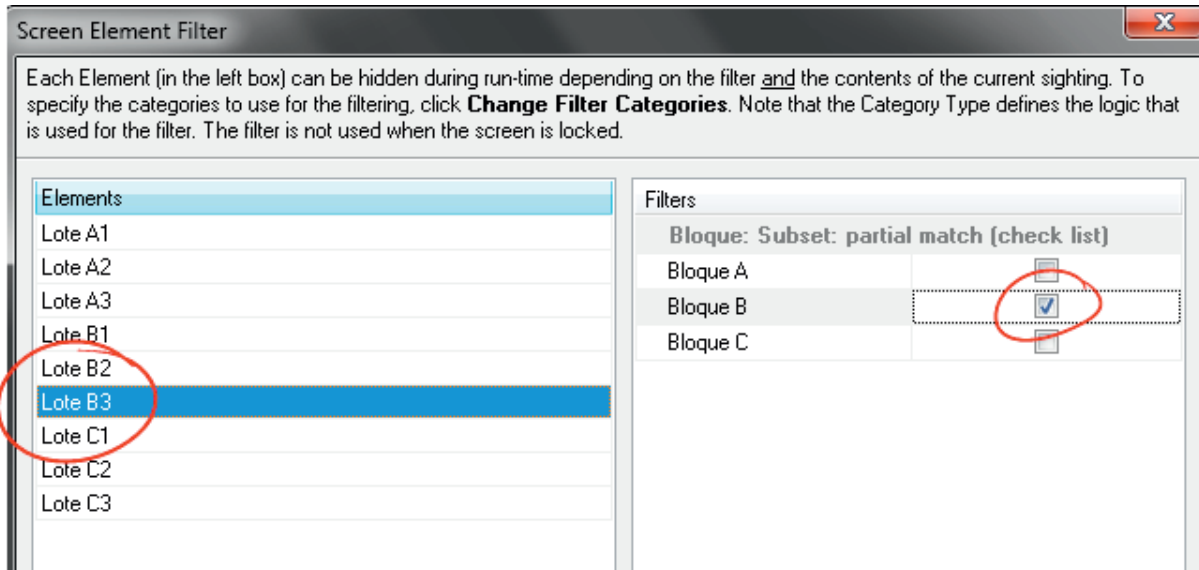 Screen Element Filter
Each Element (in the left box) can be hidden during run-time depending on the filter and the contents of the current sighting. To
specify the categories to use for the filtering, click Change Filter Categories. Note that the Category Type defines the logic that
is used for the filter. The filter is not used when the screen is locked.
Elements
Lote A1
Lote A2
Lote A3
Lote B1
Lote B2
Lote B3
Lote C1
Lote C2
Lote C3
Filters
Bloque: Subset: partial match (check list)
Bloque A
Bloque B
Bloque C